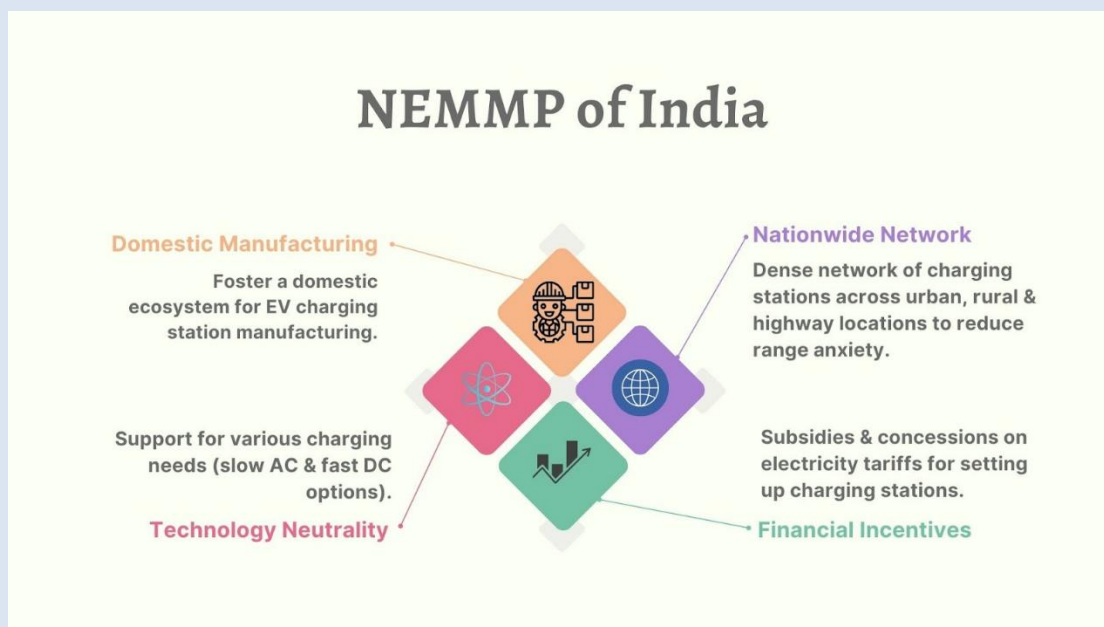 NEMMP of India
Domestic Manufacturing
Foster a domestic
ecosystem for EV charging
station manufacturing.
Nationwide Network
Dense network of charging
stations across urban, rural &
highway locations to reduce
range anxiety.
Support for various charging
needs (slow AC & fast DC
options).
Technology Neutrality
Subsidies & concessions on
electricity tariffs for setting
up charging stations.
Financial Incentives